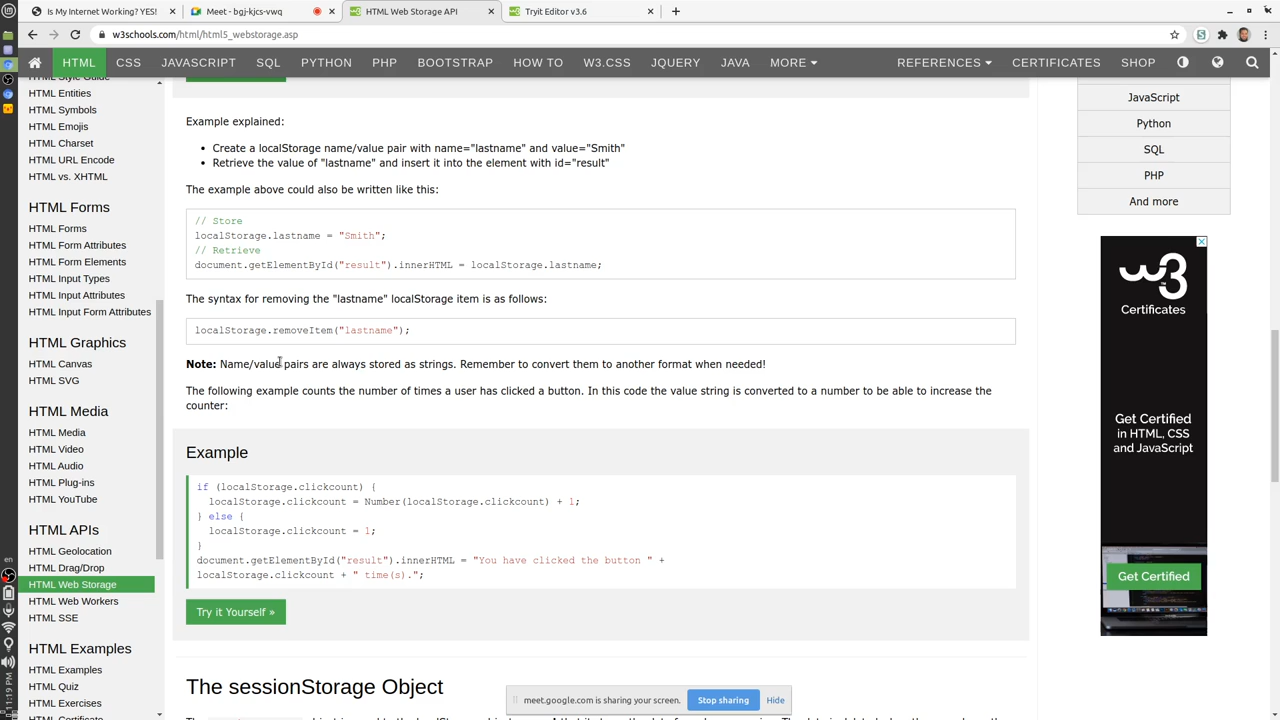 Is My Internet Working? YES!
Meet - bgj-kjcs-vwq
HTML Web Storage API
Tryit Editor v3.6
w3schools.com/html/html5_webstorage.asp
HTML CSS JAVASCRIPT SQL PYTHON PHP BOOTSTRAP HOW TO W3.CSS JQUERY JAVA MORE REFERENCES CERTIFICATES SHOP
HTML Style Guide
HTML Entities
HTML Symbols
HTML Emojis
HTML Charset
HTML URL Encode
HTML vs. XHTML
HTML Forms
HTML Forms
HTML Form Attributes
HTML Form Elements
HTML Input Types
HTML Input Attributes
HTML Input Form Attributes
HTML Graphics
HTML Canvas
HTML SVG
HTML Media
HTML Media
HTML Video
HTML Audio
HTML Plug-ins
HTML YouTube
HTML APIs
HTML Geolocation
HTML Drag/Drop
HTML Web Storage
HTML Web Workers
HTML SSE
HTML Examples
HTML Examples
HTML Quiz
HTML Exercises
HTML Certificate
Example explained:
• Create a localStorage name/value pair with name="lastname" and value="Smith"
• Retrieve the value of "lastname" and insert it into the element with id="result"
The example above could also be written like this:
// Store
localStorage.lastname = "Smith";
// Retrieve
document.getElementById("result").innerHTML = localStorage.lastname;
The syntax for removing the "lastname" localStorage item is as follows:
localStorage.removeItem("lastname");
Note: Name/value pairs are always stored as strings. Remember to convert them to another format when needed!
The following example counts the number of times a user has clicked a button. In this code the value string is converted to a number to be able to increase the
counter:
Example
if (localStorage.clickcount) {
localStorage.clickcount = Number(localStorage.clickcount) + 1;
} else {
localStorage.clickcount = 1;
}
document.getElementById("result").innerHTML = "You have clicked the button " +
localStorage.clickcount + " time(s).";
Try it Yourself »
The sessionStorage Object
meet.google.com is sharing your screen.
Stop sharing
Hide
JavaScript
Python
SQL
PHP
And more
w3
Certificates
Get Certified
in HTML, CSS
and JavaScript
Get Certified
en
11:19 PM